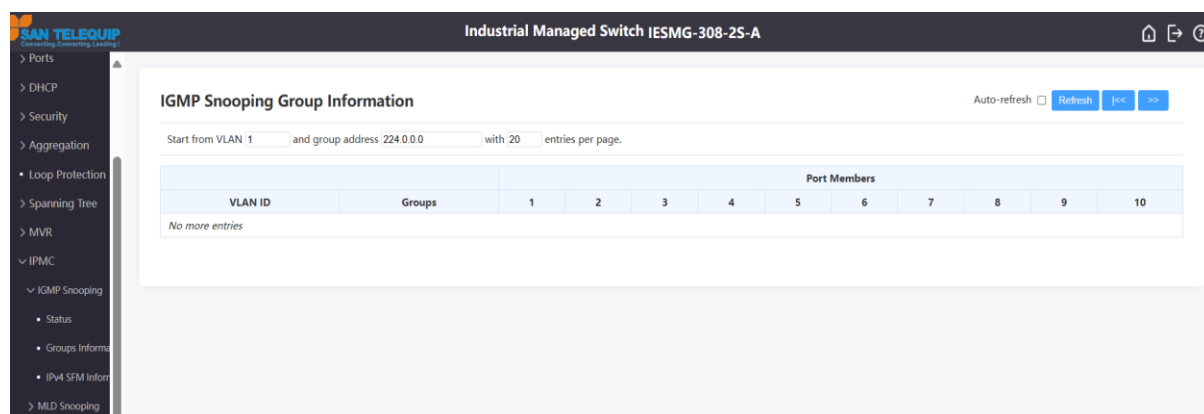 SAN TELEQUIP
Connecting.Converting.Leading!
Industrial Managed Switch IESMG-308-2S-A
> Ports
> DHCP
> Security
> Aggregation
• Loop Protection
> Spanning Tree
> MVR
IPMC
IGMP Snooping
• Status
• Groups Informa
• IPv4 SFM Inform
> MLD Snooping
IGMP Snooping Group Information
Auto-refresh Refresh |<< >>
Start from VLAN 1 and group address 224.0.0.0 with 20 entries per page.
Port Members
VLAN ID Groups 1 2 3 4 5 6 7 8 9 10
No more entries